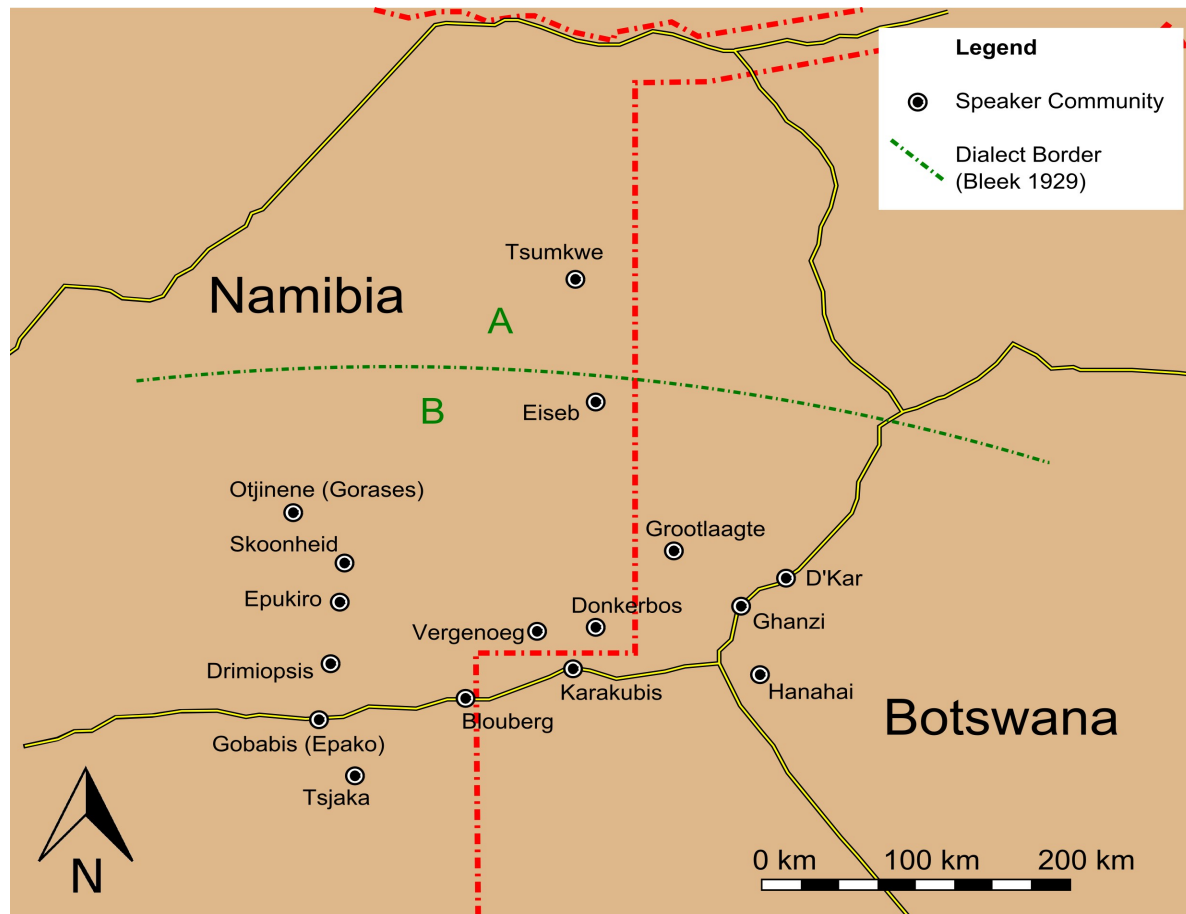 Legend
Speaker Community
Dialect Border
(Bleek 1929)
Tsumkwe
Namibia
A
B
Eiseb
Otjinene (Gorases)
Skoonheid
Grootlaagte
D'Kar
Epukiro
Donkerbos
Ghanzi
Vergenoeg
Drimiopsis
Karakubis
Hanahai
Blouberg
Botswana
Gobabis (Epako)
Tsjaka
N
0 km 100 km 200 km